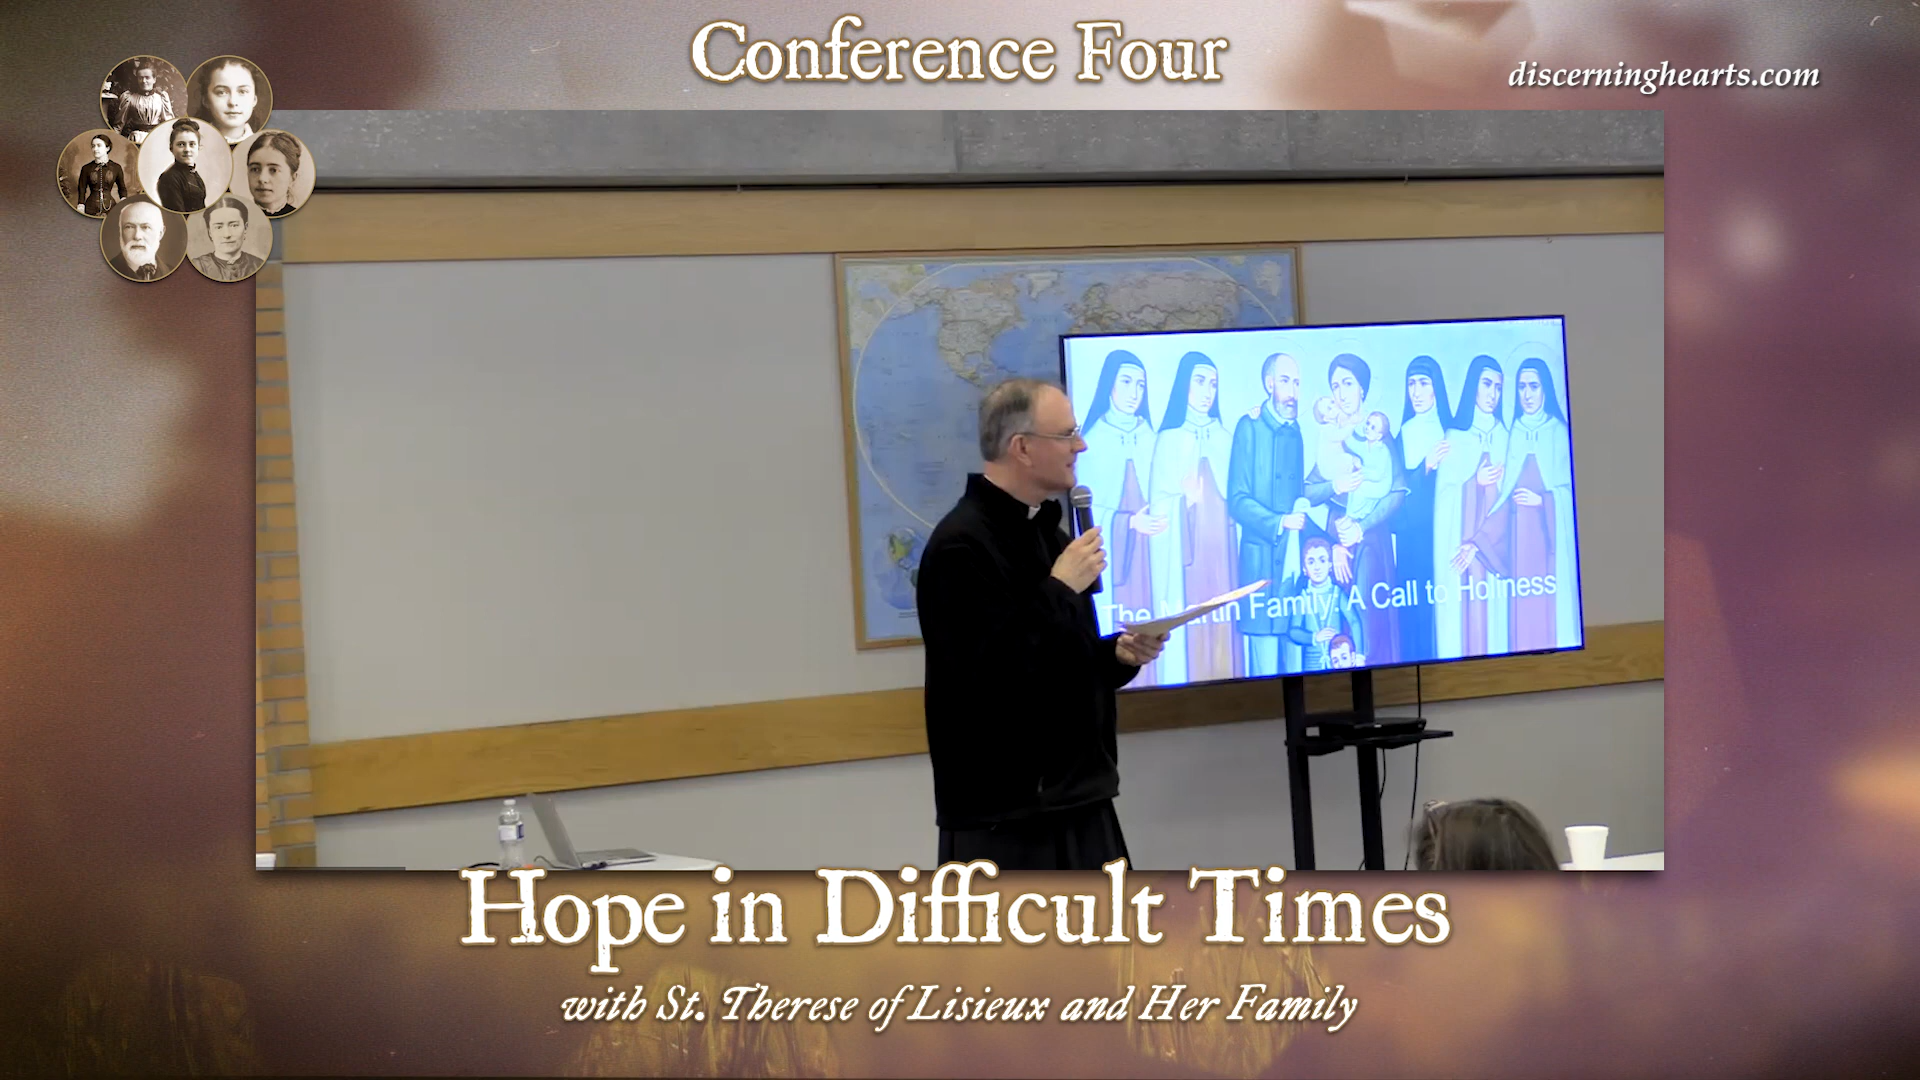 Conference Four
discerninghearts.com
The Martin Family: A Call to Holiness
Hope in Difficult Times
with St. Therese of Lisieux and Her Family